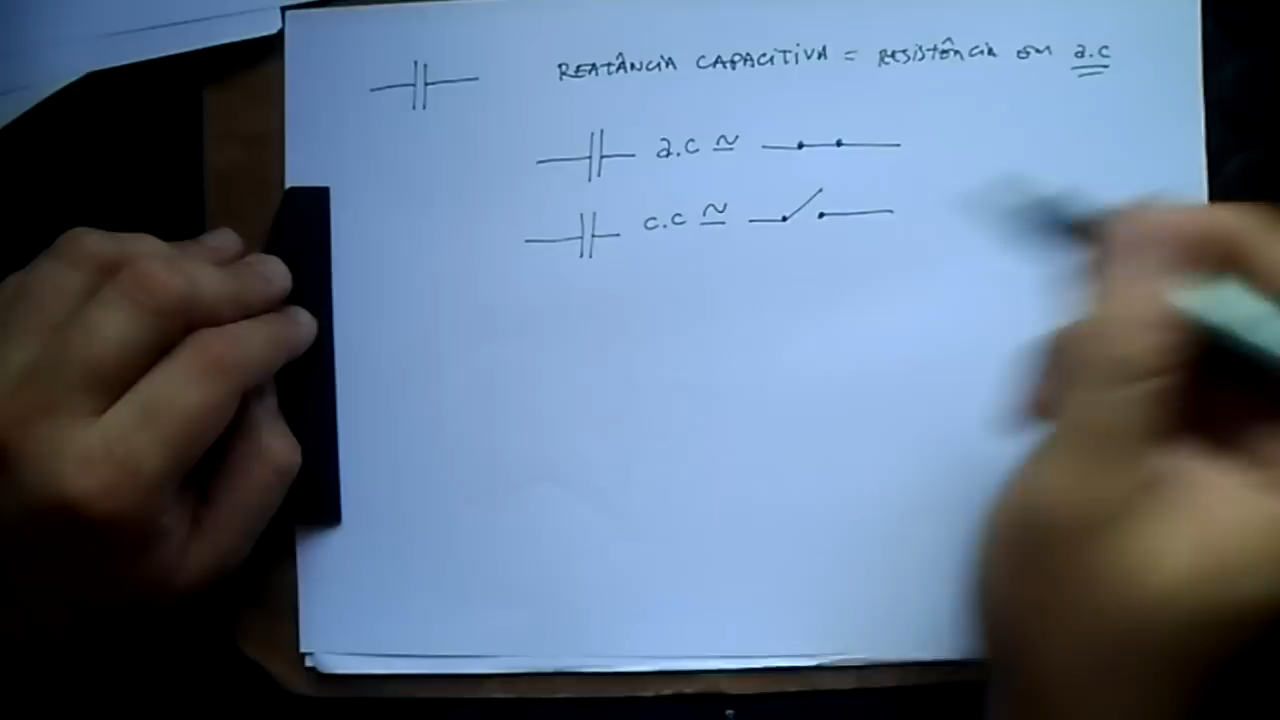 REATÂNCIA CAPACITIVA = RESISTÊNCIA em a.c
a.c ≅
c.c ≅